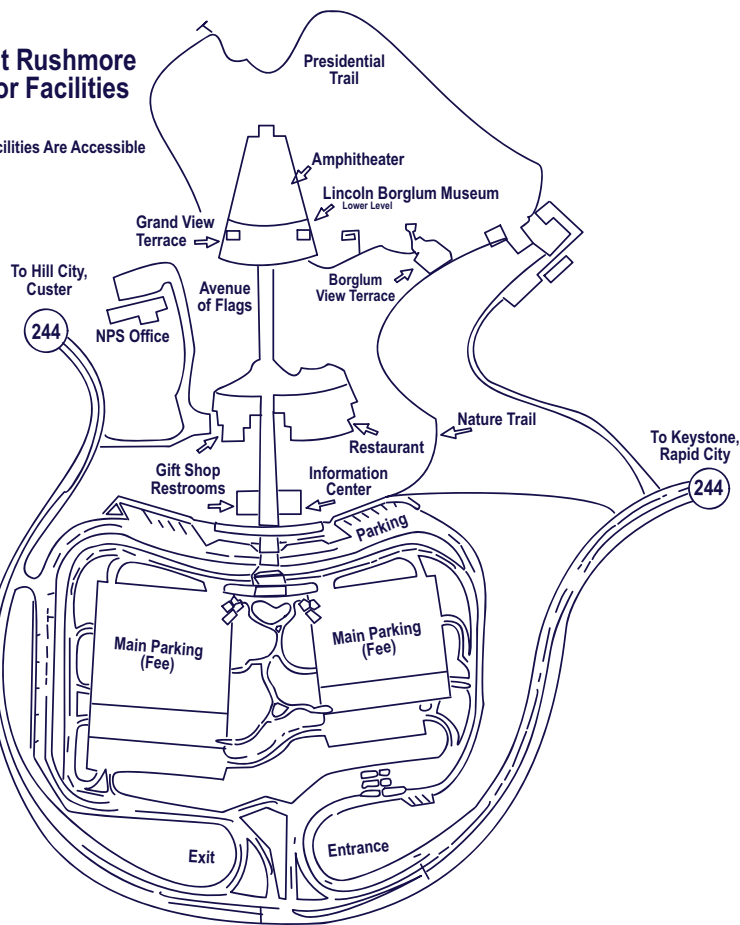 t Rushmore
or Facilities
cilities Are Accessible
Presidential
Trail
Amphitheater
Lincoln Borglum Museum
Lower Level
Grand View
Terrace
To Hill City,
Custer
244
NPS Office
Avenue
of Flags
Borglum
View Terrace
Nature Trail
Restaurant
To Keystone,
Rapid City
244
Gift Shop
Restrooms
Information
Center
Parking
Main Parking
(Fee)
Main Parking
(Fee)
Exit
Entrance